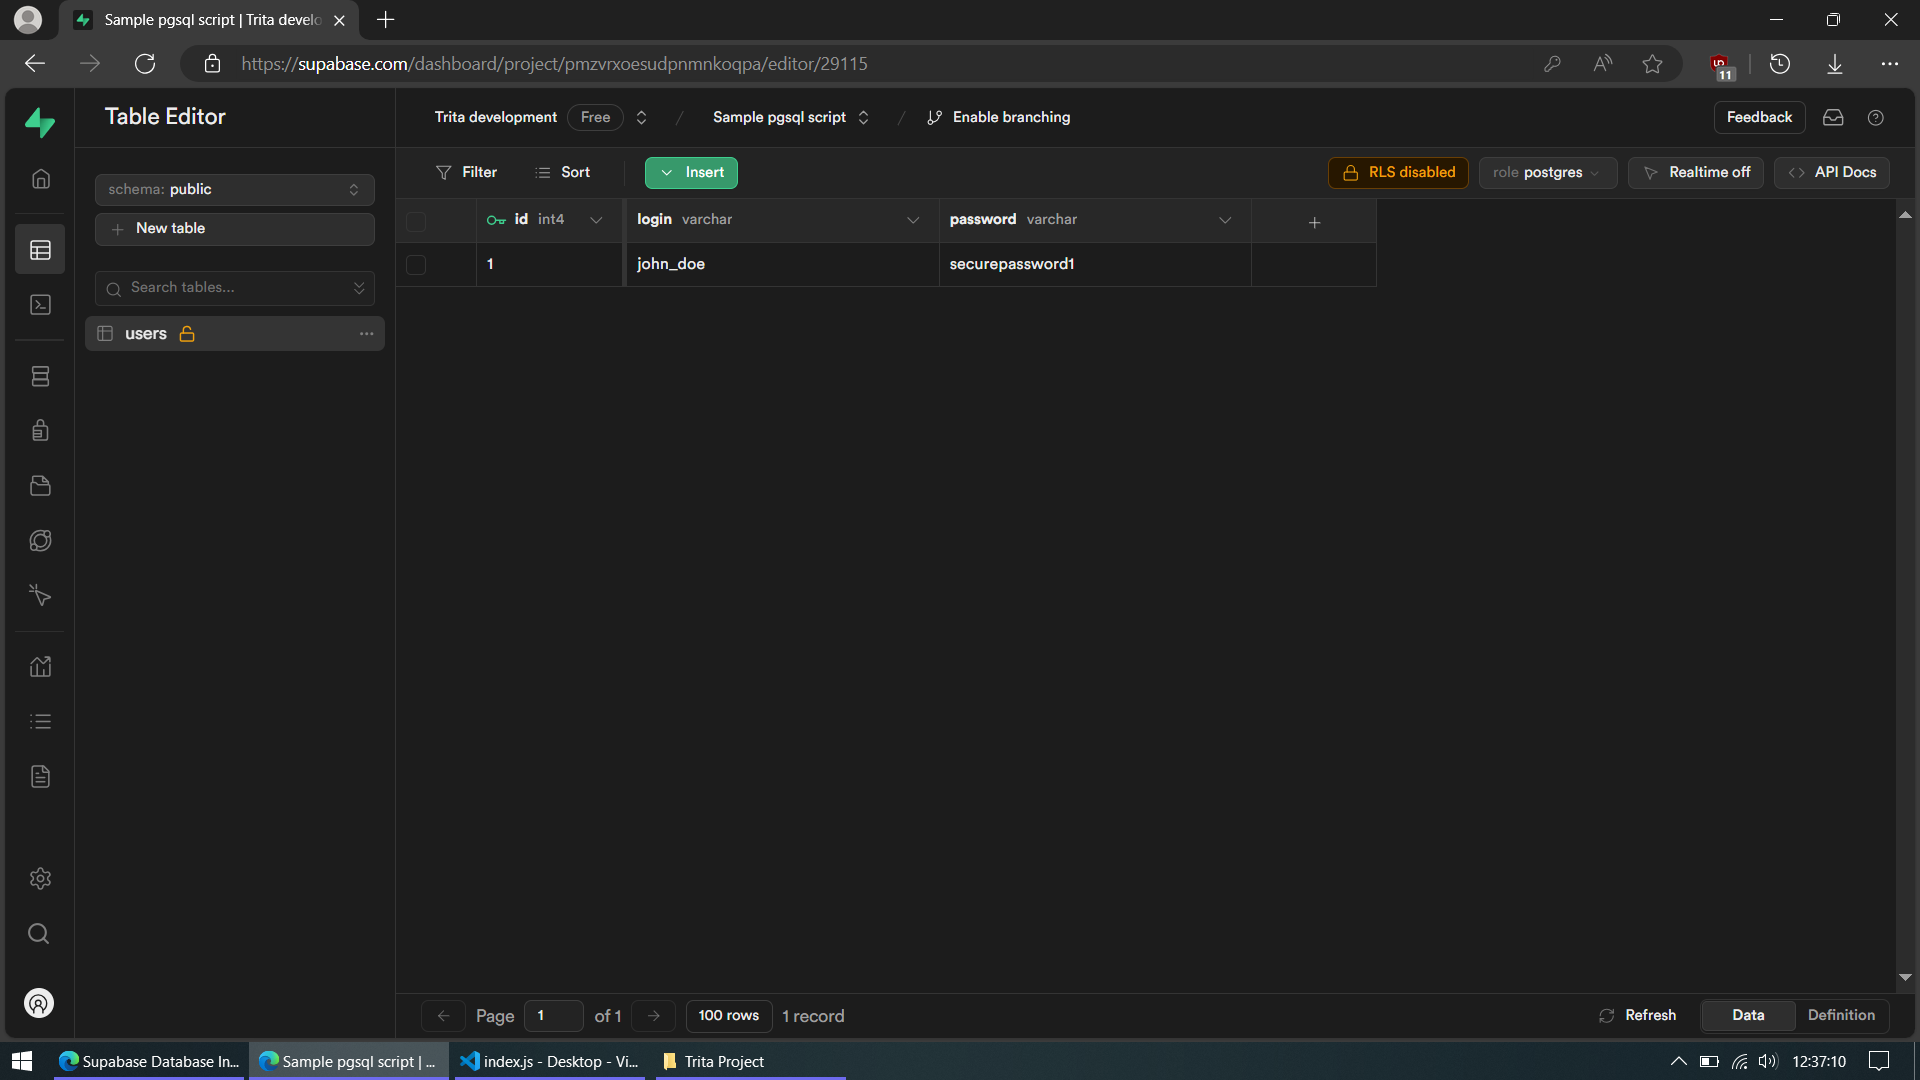 Sample pgsql script | Trita develo
https://supabase.com/dashboard/project/pmzvrxoesudpnmnkoqpa/editor/29115
11
Table Editor
Trita development Free / Sample pgsql script / Enable branching
Feedback
schema: public
New table
Search tables...
users
Filter Sort Insert
RLS disabled role postgres Realtime off API Docs
id int4 login varchar password varchar
1 john_doe securepassword1
Page 1 of 1 100 rows 1 record
Refresh Data Definition
Supabase Database In... Sample pgsql script | ... index.js - Desktop - Vi... Trita Project
12:37:10